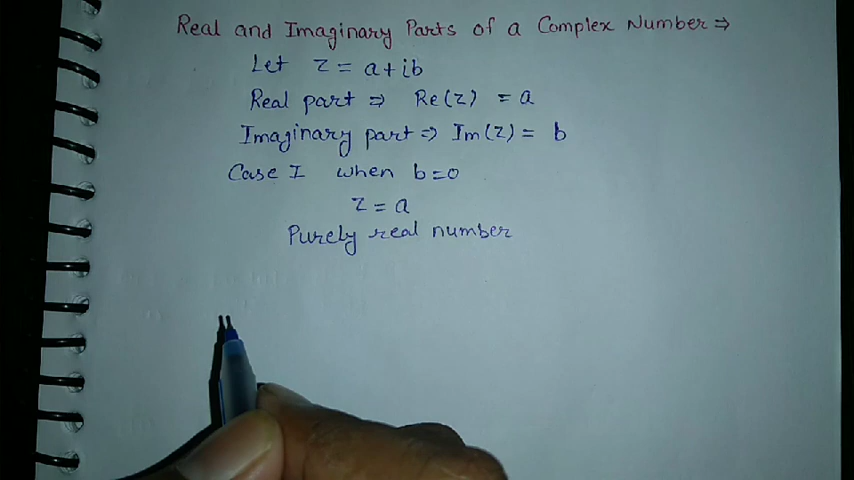 Real and Imaginary Parts of a Complex Number ⇒
Let z = a + ib
Real part ⇒ Re(z) = a
Imaginary part ⇒ Im(z) = b
Case I when b = 0
z = a
Purely real number